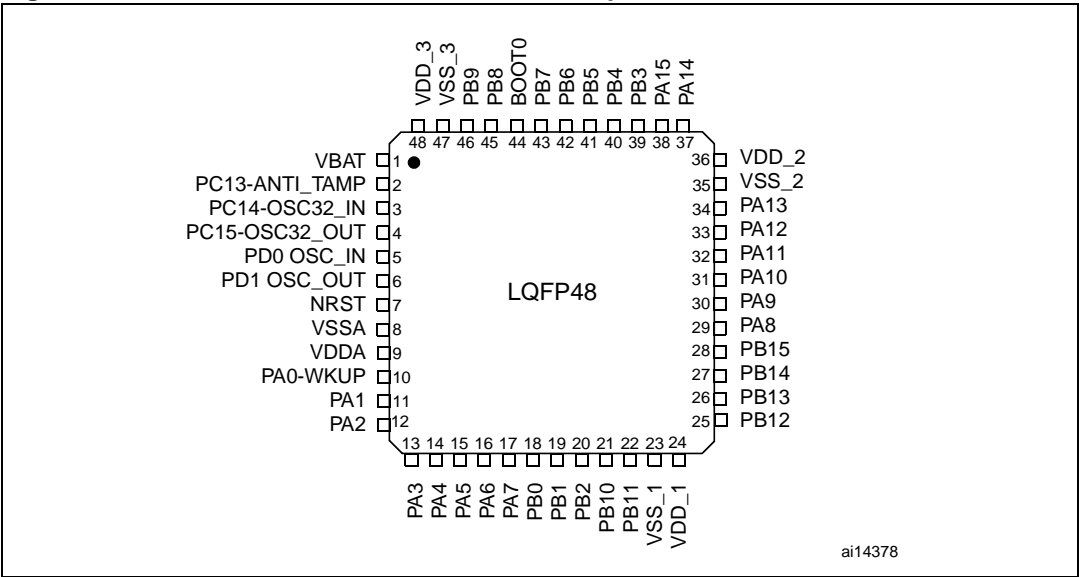 VDD_3
VSS_3
PB9
PB8
BOOT0
PB7
PB6
PB5
PB4
PB3
PA15
PA14
48 47 46 45 44 43 42 41 40 39 38 37
VBAT 1
PC13-ANTI_TAMP 2
PC14-OSC32_IN 3
PC15-OSC32_OUT 4
PD0 OSC_IN 5
PD1 OSC_OUT 6
NRST 7
VSSA 8
VDDA 9
PA0-WKUP 10
PA1 11
PA2 12
LQFP48
36 VDD_2
35 VSS_2
34 PA13
33 PA12
32 PA11
31 PA10
30 PA9
29 PA8
28 PB15
27 PB14
26 PB13
25 PB12
13 14 15 16 17 18 19 20 21 22 23 24
PA3
PA4
PA5
PA6
PA7
PB0
PB1
PB2
PB10
PB11
VSS_1
VDD_1
ai14378